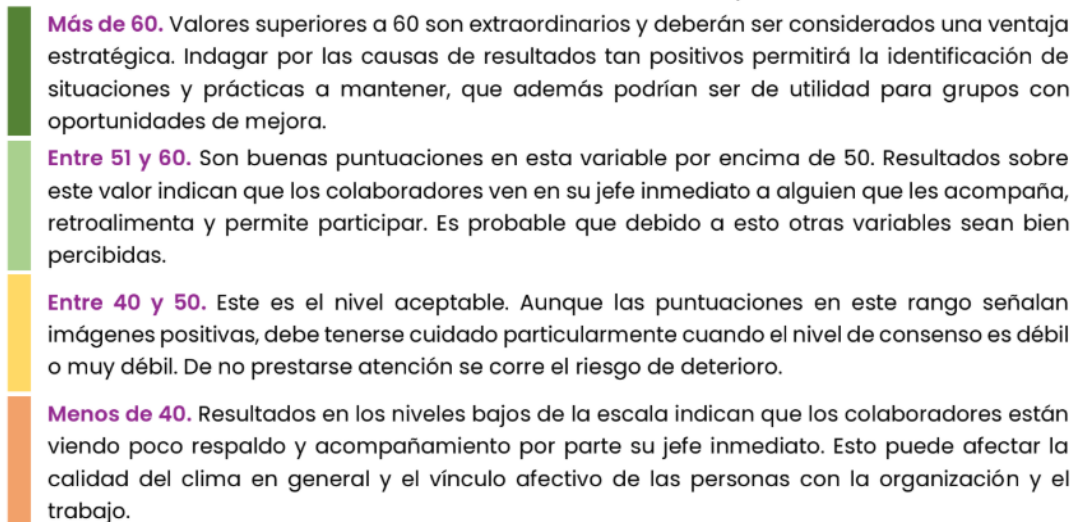 Más de 60. Valores superiores a 60 son extraordinarios y deberán ser considerados una ventaja
estratégica. Indagar por las causas de resultados tan positivos permitirá la identificación de
situaciones y prácticas a mantener, que además podrían ser de utilidad para grupos con
oportunidades de mejora.
Entre 51 y 60. Son buenas puntuaciones en esta variable por encima de 50. Resultados sobre
este valor indican que los colaboradores ven en su jefe inmediato a alguien que les acompaña,
retroalimenta y permite participar. Es probable que debido a esto otras variables sean bien
percibidas.
Entre 40 y 50. Este es el nivel aceptable. Aunque las puntuaciones en este rango señalan
imágenes positivas, debe tenerse cuidado particularmente cuando el nivel de consenso es débil
o muy débil. De no prestarse atención se corre el riesgo de deterioro.
Menos de 40. Resultados en los niveles bajos de la escala indican que los colaboradores están
viendo poco respaldo y acompañamiento por parte su jefe inmediato. Esto puede afectar la
calidad del clima en general y el vínculo afectivo de las personas con la organización y el
trabajo.